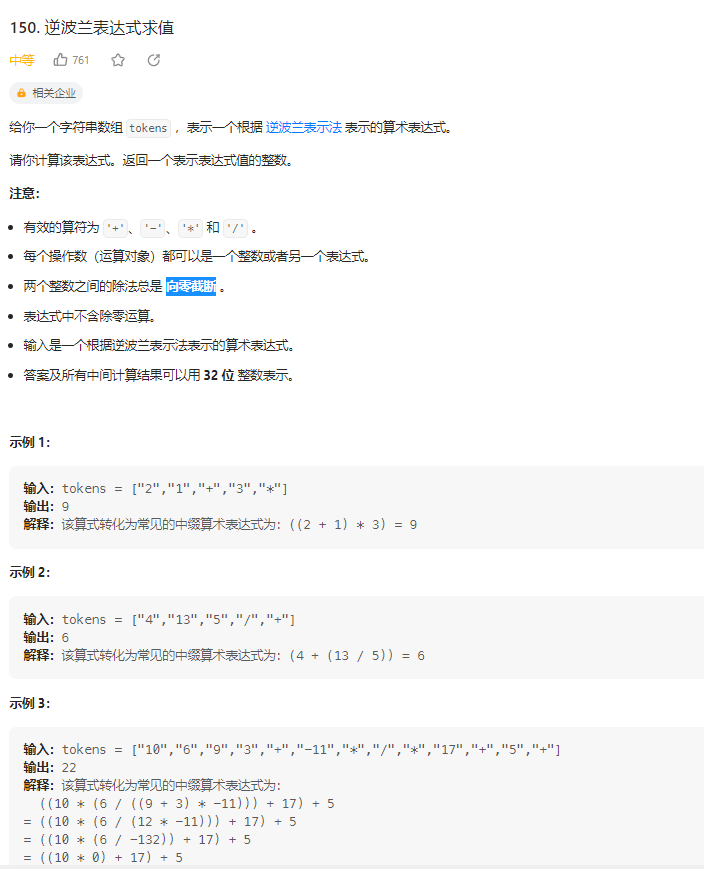 150. 逆波兰表达式求值
中等 761
相关企业
给你一个字符串数组 tokens ，表示一个根据 逆波兰表示法 表示的算术表达式。
请你计算该表达式。返回一个表示表达式值的整数。
注意：
有效的算符为 '+'、'-'、'*' 和 '/' 。
每个操作数（运算对象）都可以是一个整数或者另一个表达式。
两个整数之间的除法总是 向零截断 。
表达式中不含除零运算。
输入是一个根据逆波兰表示法表示的算术表达式。
答案及所有中间计算结果可以用 32 位 整数表示。
示例 1：
输入：tokens = ["2","1","+","3","*"]
输出：9
解释：该算式转化为常见的中缀算术表达式为：((2 + 1) * 3) = 9
示例 2：
输入：tokens = ["4","13","5","/","+"]
输出：6
解释：该算式转化为常见的中缀算术表达式为：(4 + (13 / 5)) = 6
示例 3：
输入：tokens = ["10","6","9","3","+","-11","*","/","*","17","+","5","+"]
输出：22
解释：该算式转化为常见的中缀算术表达式为：
((10 * (6 / ((9 + 3) * -11))) + 17) + 5
= ((10 * (6 / (12 * -11))) + 17) + 5
= ((10 * (6 / -132)) + 17) + 5
= ((10 * 0) + 17) + 5